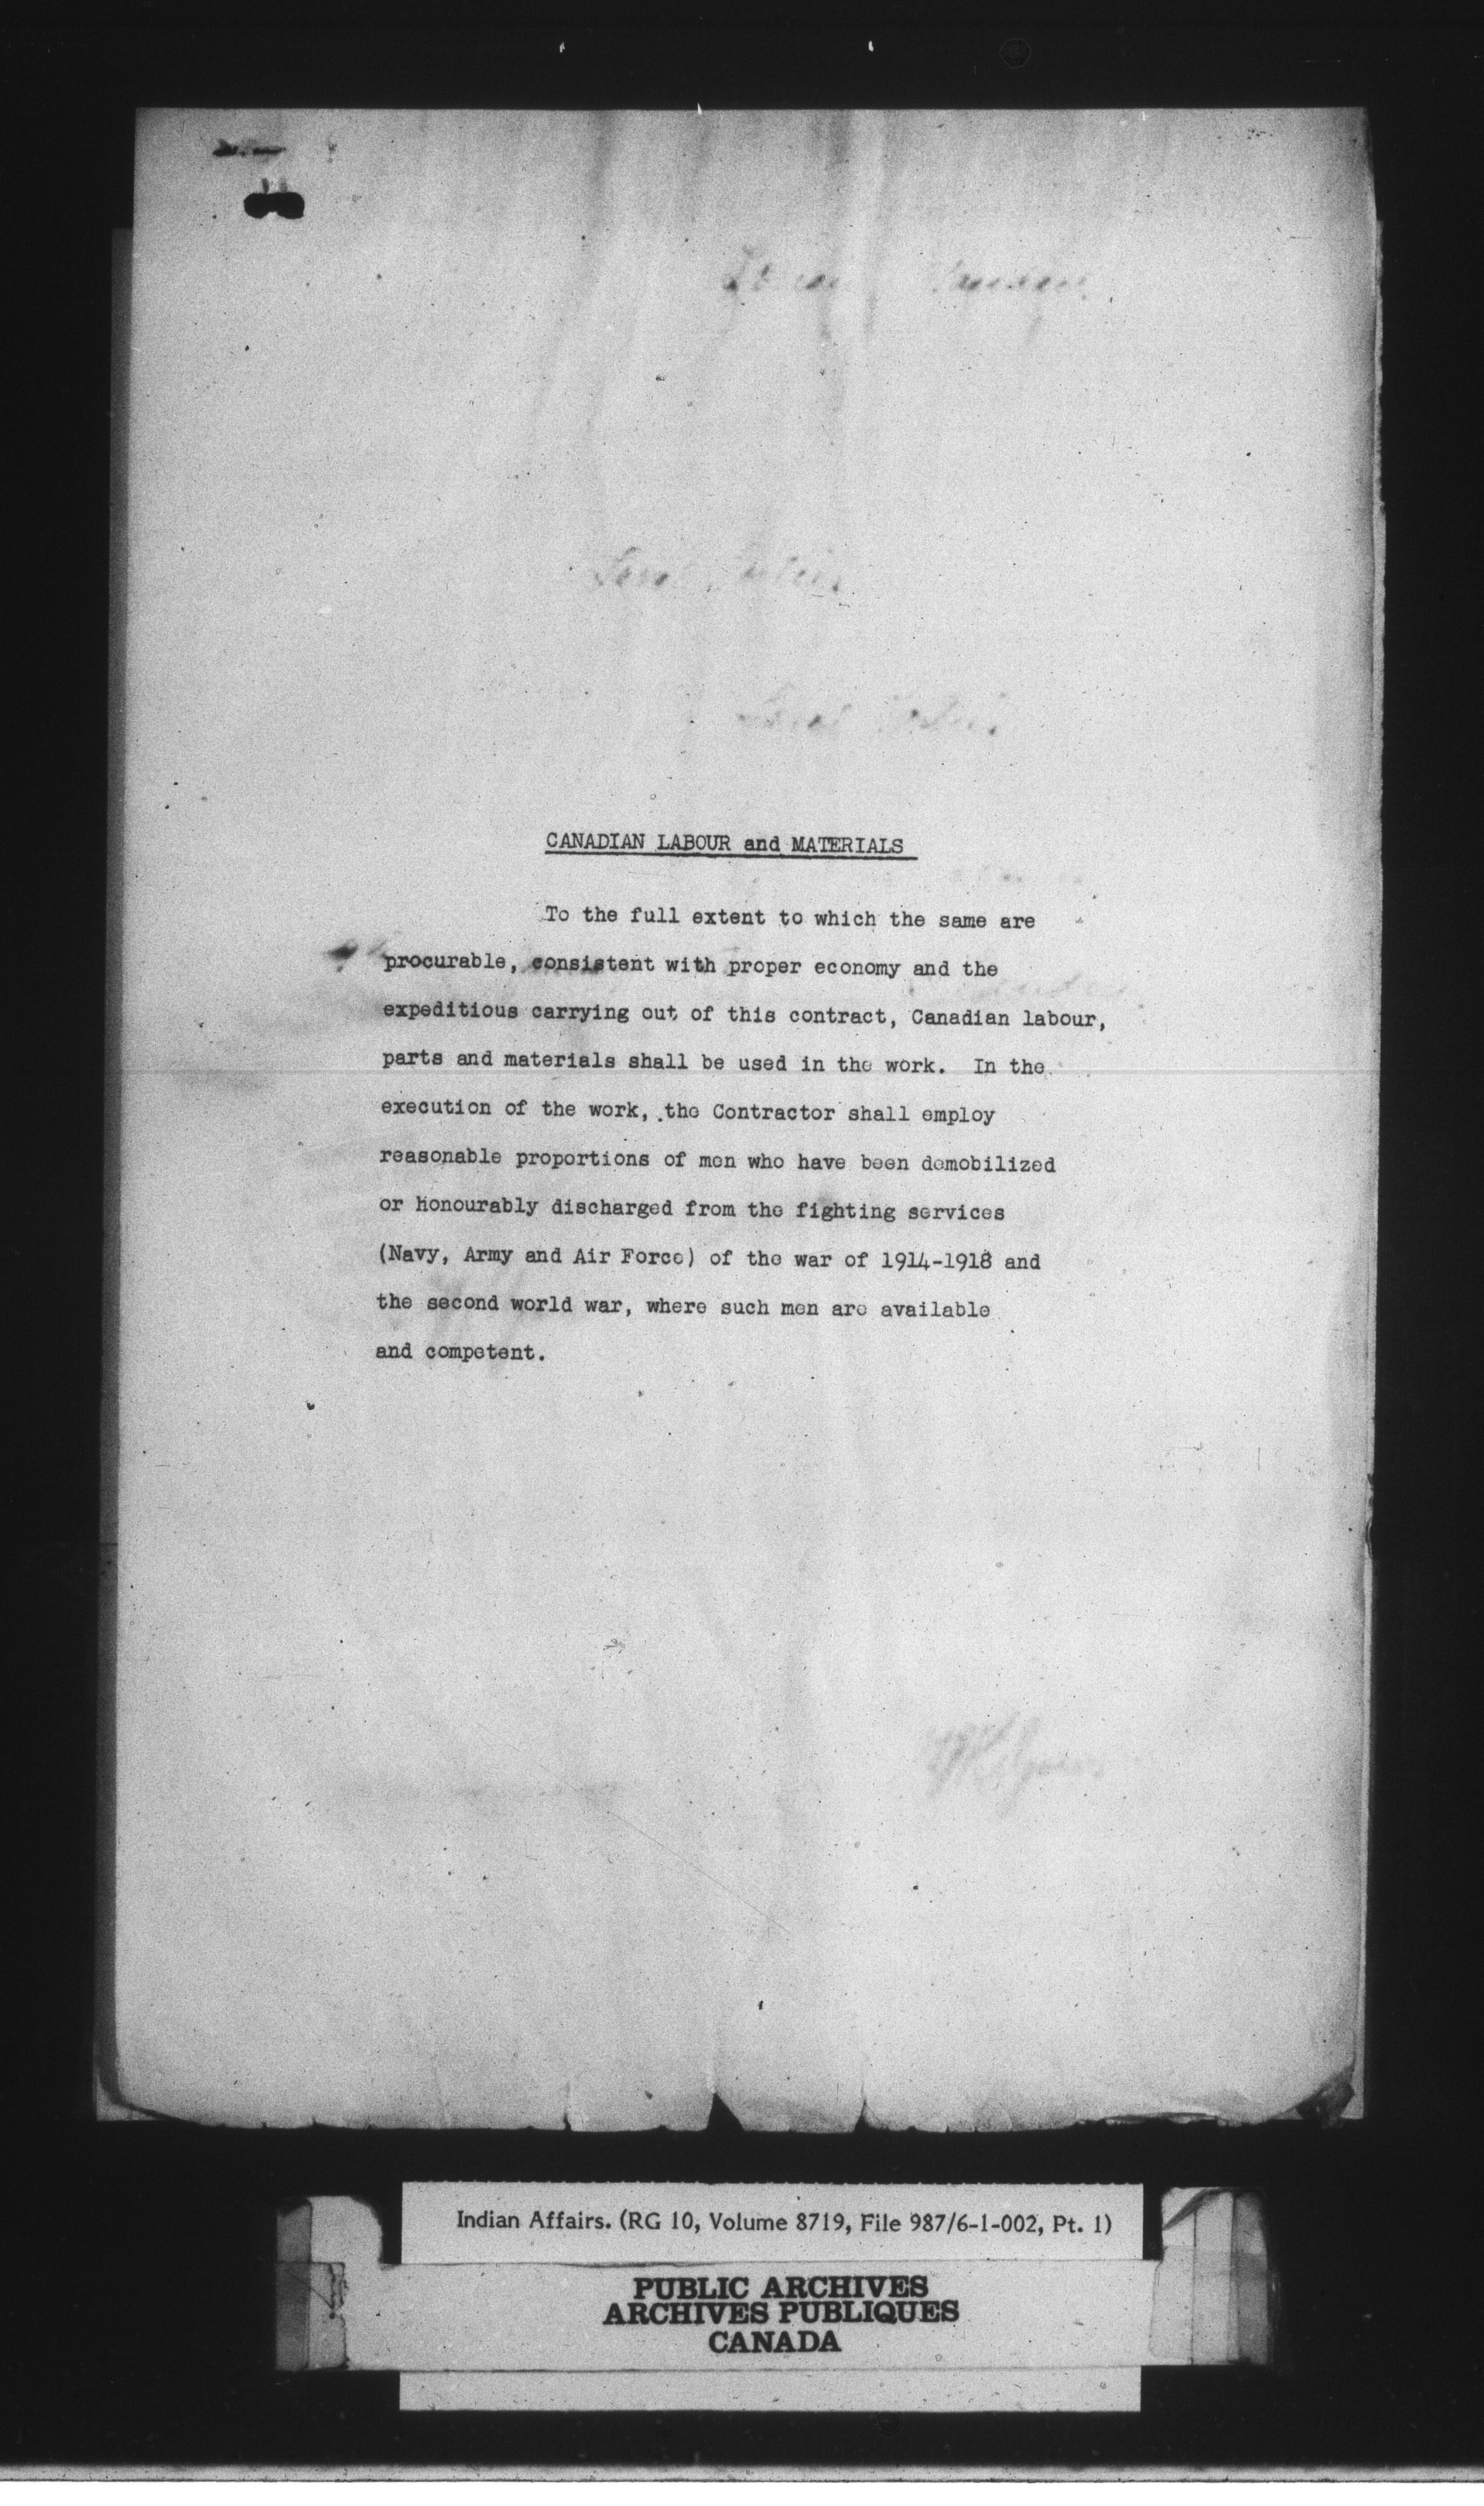 CANADIAN LABOUR and MATERIALS
To the full extent to which the same are
procurable, consistent with proper economy and the
expeditious carrying out of this contract, Canadian labour,
parts and materials shall be used in the work. In the
execution of the work, the Contractor shall employ
reasonable proportions of men who have been demobilized
or honourably discharged from the fighting services
(Navy, Army and Air Force) of the war of 1914-1918 and
the second world war, where such men are available
and competent.
Indian Affairs. (RG 10, Volume 8719, File 987/6-1-002, Pt. 1)
PUBLIC ARCHIVES
ARCHIVES PUBLIQUES
CANADA